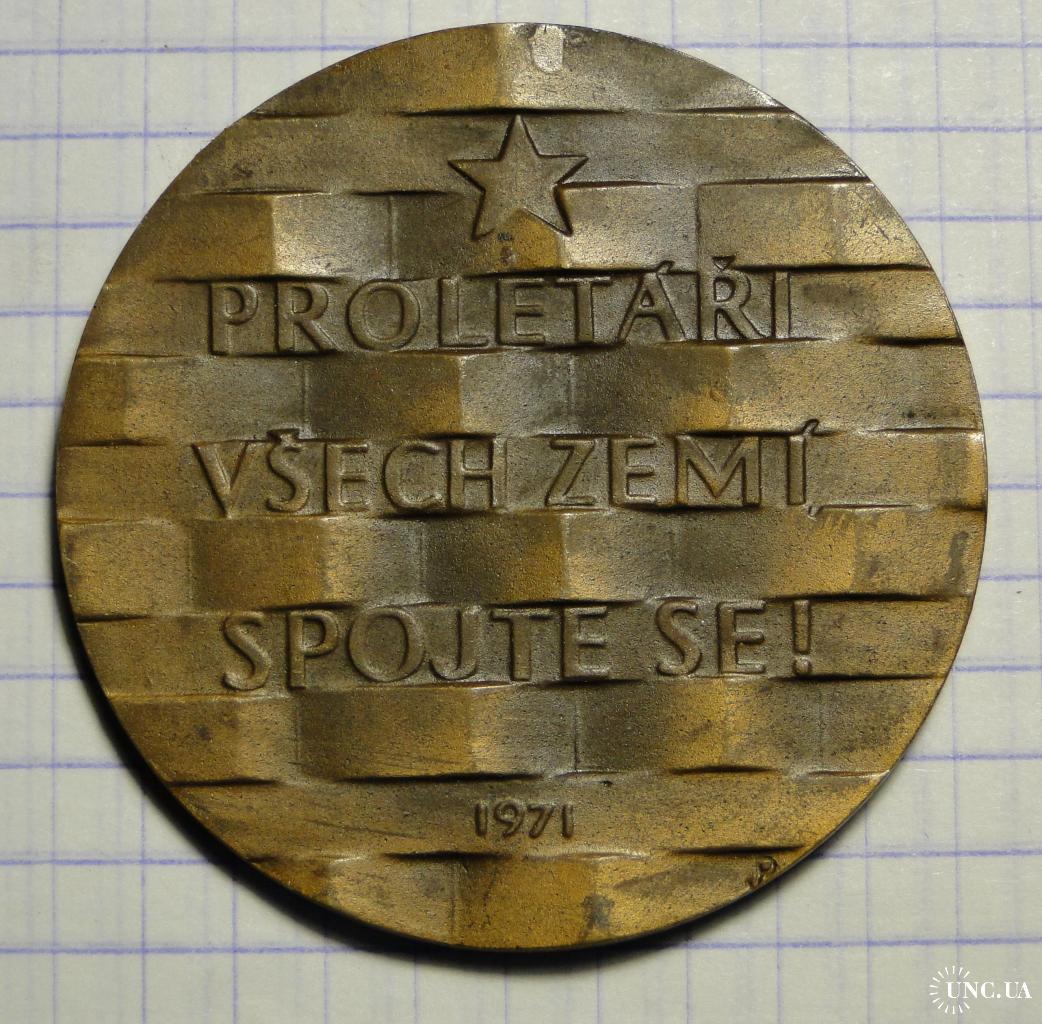 PROLETÁŘI
VŠECH ZEMÍ,
SPOJTE SE!
1971
UNC.UA